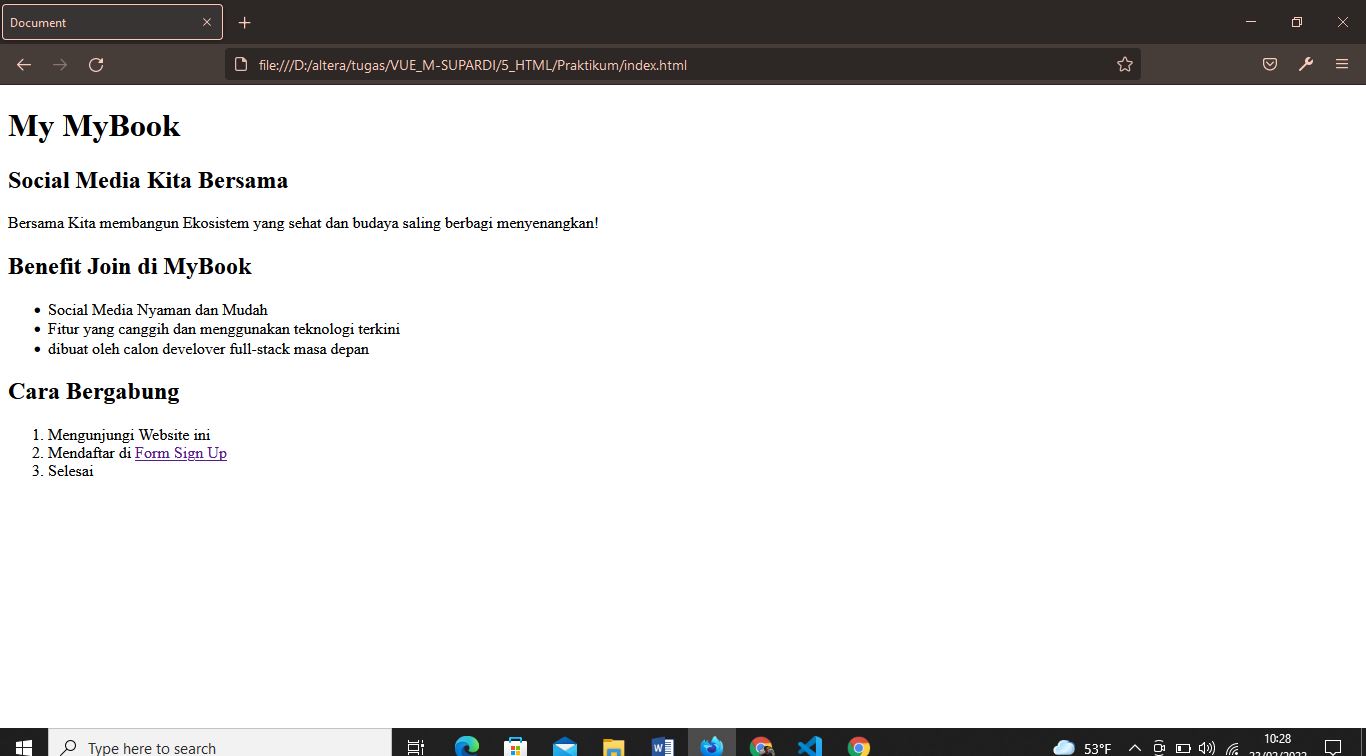 Document
file:///D:/altera/tugas/VUE_M-SUPARDI/5_HTML/Praktikum/index.html
My MyBook
Social Media Kita Bersama
Bersama Kita membangun Ekosistem yang sehat dan budaya saling berbagi menyenangkan!
Benefit Join di MyBook
• Social Media Nyaman dan Mudah
• Fitur yang canggih dan menggunakan teknologi terkini
• dibuat oleh calon develover full-stack masa depan
Cara Bergabung
1. Mengunjungi Website ini
2. Mendaftar di Form Sign Up
3. Selesai
Type here to search
53°F
10:28